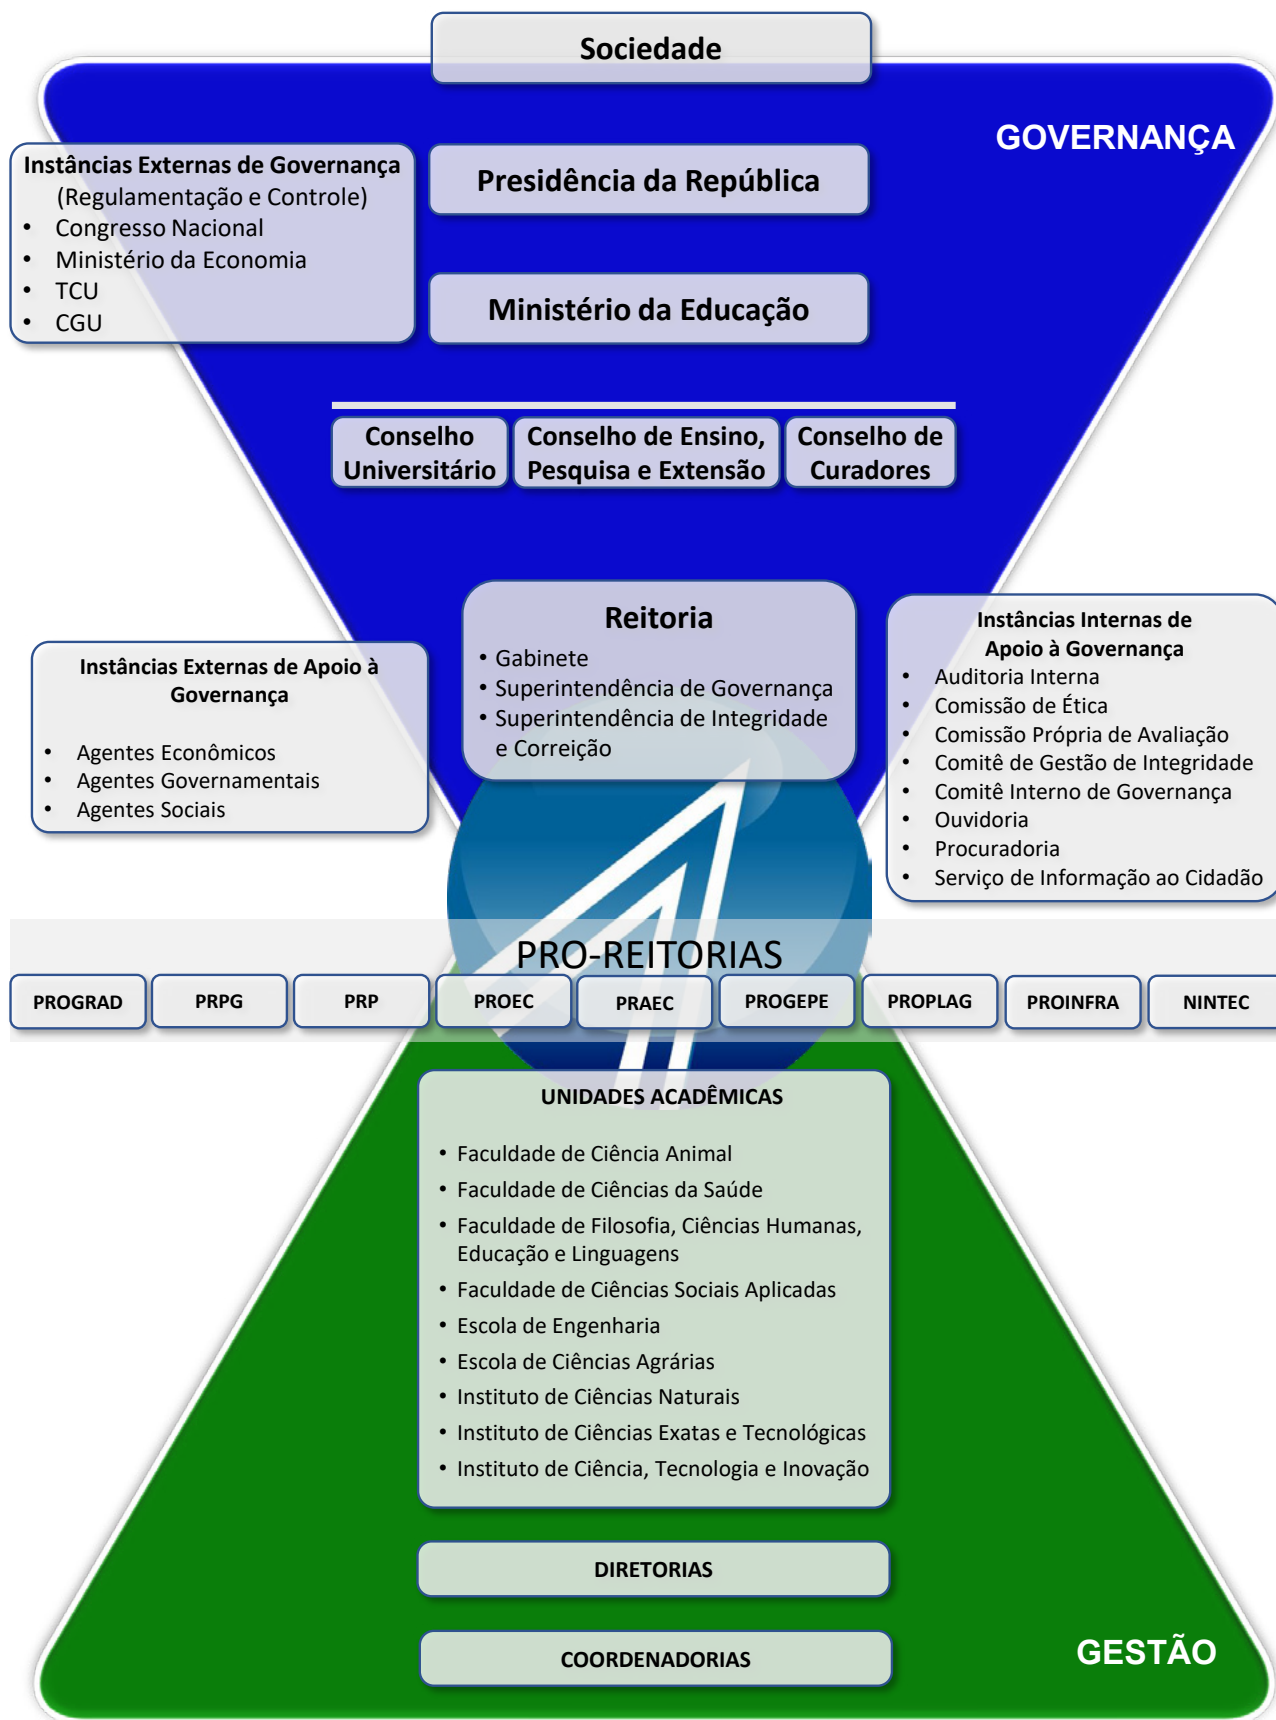 Sociedade
GOVERNANÇA
Instâncias Externas de Governança
(Regulamentação e Controle)
• Congresso Nacional
• Ministério da Economia
• TCU
• CGU
Presidência da República
Ministério da Educação
Conselho
Universitário
Conselho de Ensino,
Pesquisa e Extensão
Conselho de
Curadores
Instâncias Externas de Apoio à
Governança
• Agentes Econômicos
• Agentes Governamentais
• Agentes Sociais
Reitoria
• Gabinete
• Superintendência de Governança
• Superintendência de Integridade
e Correição
Instâncias Internas de
Apoio à Governança
• Auditoria Interna
• Comissão de Ética
• Comissão Própria de Avaliação
• Comitê de Gestão de Integridade
• Comitê Interno de Governança
• Ouvidoria
• Procuradoria
• Serviço de Informação ao Cidadão
PRO-REITORIAS
PROGRAD
PRPG
PRP
PROEC
PRAEC
PROGEPE
PROPLAG
PROINFRA
NINTEC
UNIDADES ACADÊMICAS
• Faculdade de Ciência Animal
• Faculdade de Ciências da Saúde
• Faculdade de Filosofia, Ciências Humanas,
Educação e Linguagens
• Faculdade de Ciências Sociais Aplicadas
• Escola de Engenharia
• Escola de Ciências Agrárias
• Instituto de Ciências Naturais
• Instituto de Ciências Exatas e Tecnológicas
• Instituto de Ciência, Tecnologia e Inovação
DIRETORIAS
COORDENADORIAS
GESTÃO